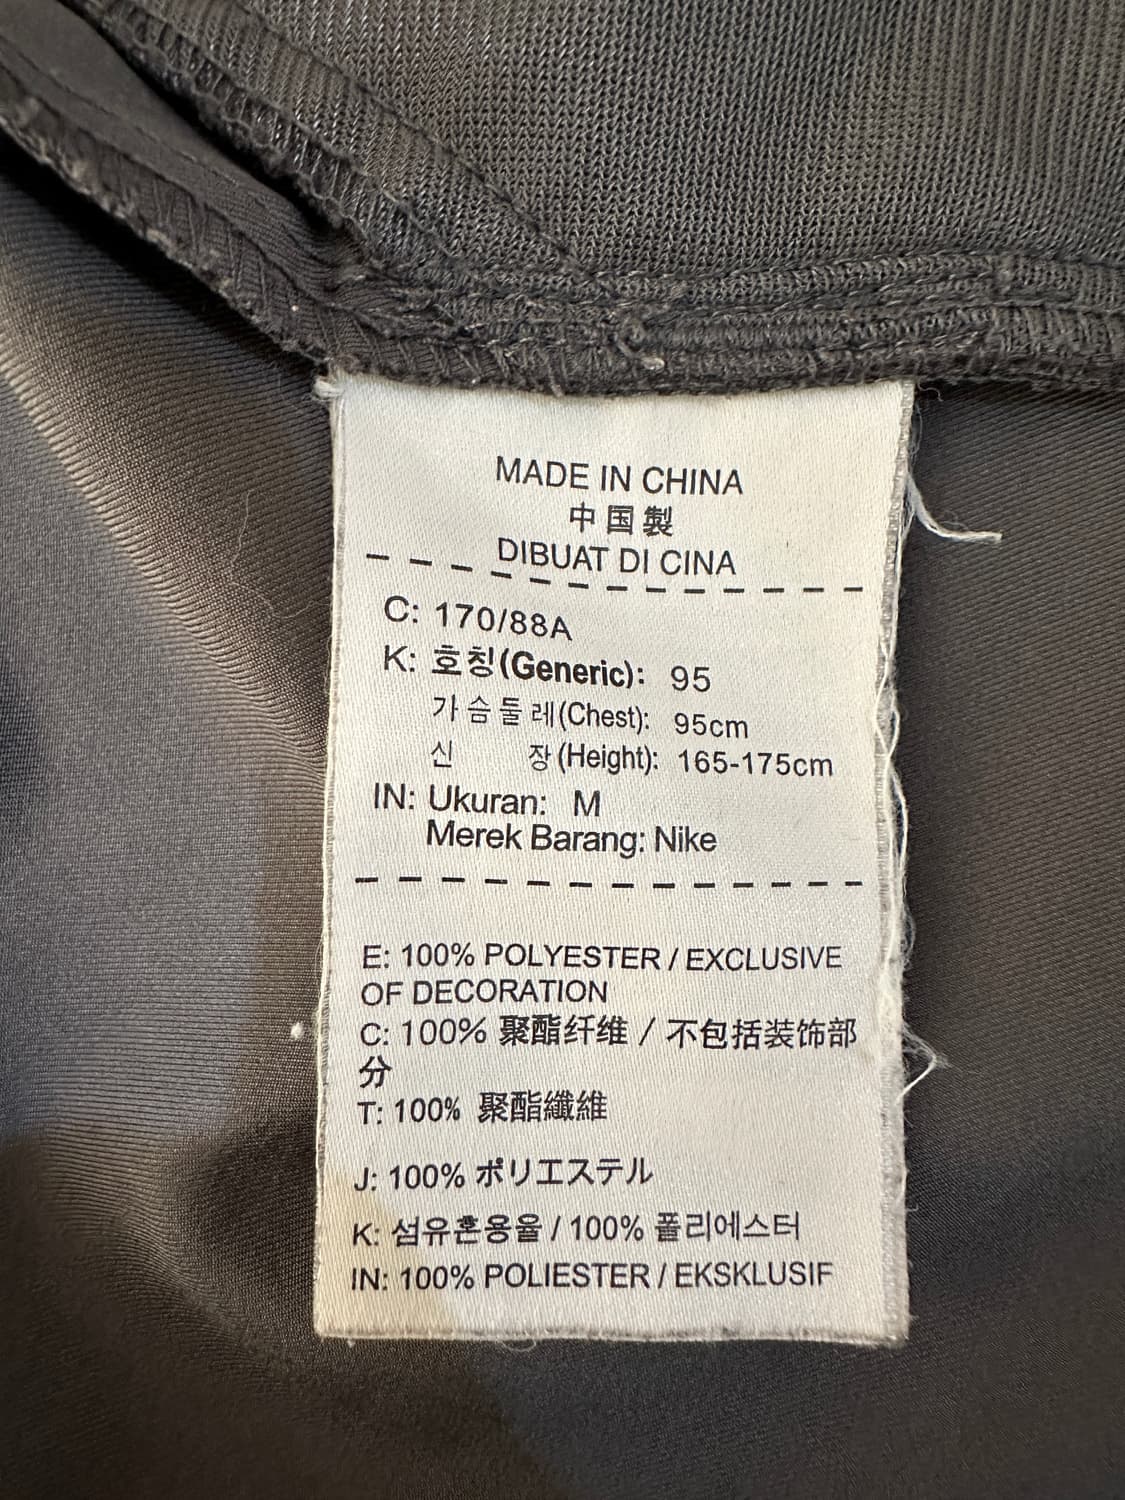 MADE IN CHINA
中国製
DIBUAT DI CINA
C: 170/88A
K: 호칭(Generic): 95
가슴둘레(Chest): 95cm
신 장(Height): 165-175cm
IN: Ukuran: M
Merek Barang: Nike
E: 100% POLYESTER / EXCLUSIVE
OF DECORATION
C: 100% 聚酯纤维 / 不包括装饰部
分
T: 100% 聚酯纖維
J: 100% ポリエステル
K: 섬유혼용율 / 100% 폴리에스터
IN: 100% POLIESTER / EKSKLUSIF